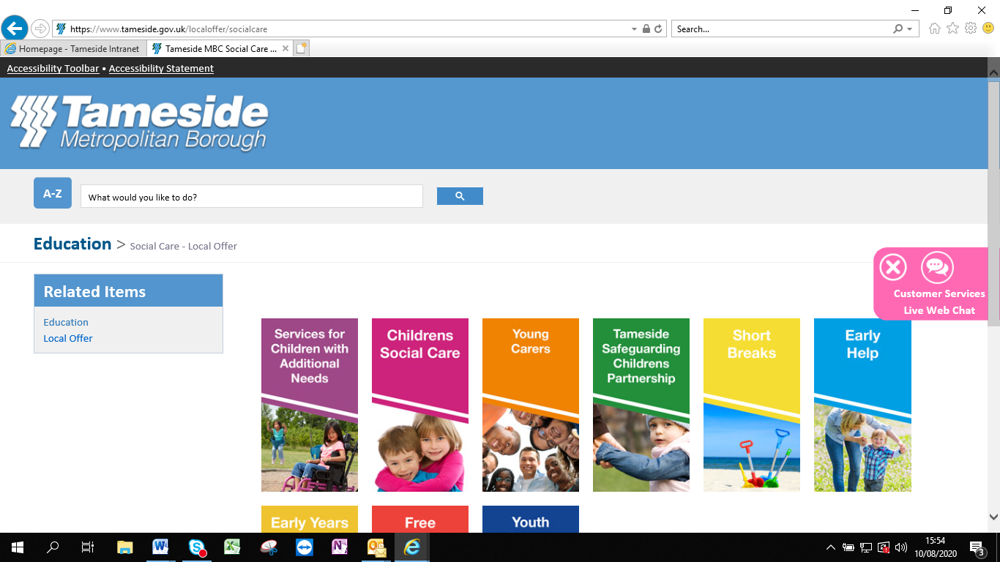 https://www.tameside.gov.uk/localoffer/socialcare
Search...
Homepage - Tameside Intranet
Tameside MBC Social Care ...
Accessibility Toolbar • Accessibility Statement
Tameside
Metropolitan Borough
A-Z
What would you like to do?
Education > Social Care - Local Offer
Customer Services
Live Web Chat
Related Items
Education
Local Offer
Services for
Children with
Additional
Needs
Childrens
Social Care
Young
Carers
Tameside
Safeguarding
Childrens
Partnership
Short
Breaks
Early
Help
Early Years
Free
Youth
15:54
10/08/2020
3